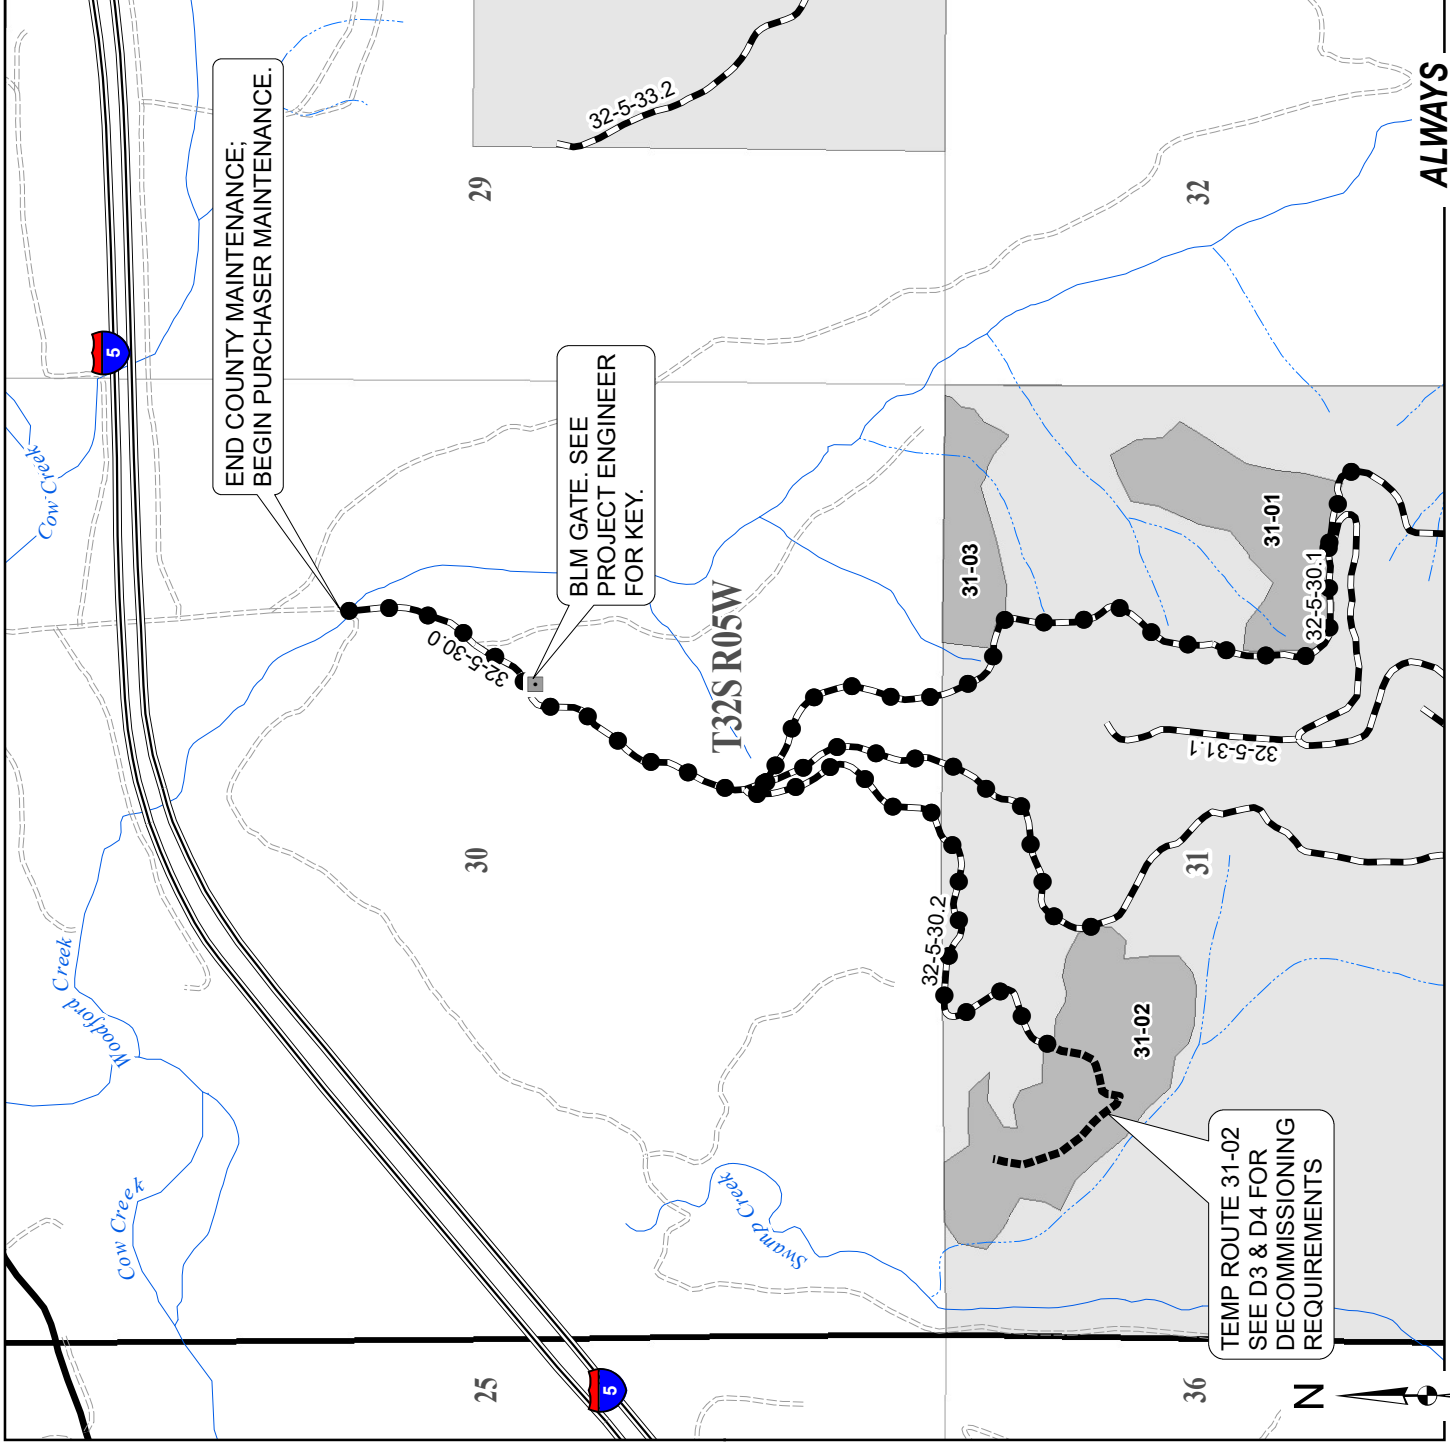 Cow Creek
5
END COUNTY MAINTENANCE;
BEGIN PURCHASER MAINTENANCE.
32-5-33.2
29
32
BLM GATE. SEE
PROJECT ENGINEER
FOR KEY.
32-5-30.0
T32S R05W
30
Woodford Creek
Cow Creek
Swamp Creek
31-03
31-01
32-5-30.1
32-5-31.1
31
32-5-30.2
31-02
TEMP ROUTE 31-02
SEE D3 & D4 FOR
DECOMMISSIONING
REQUIREMENTS
25
5
36
N
ALWAYS